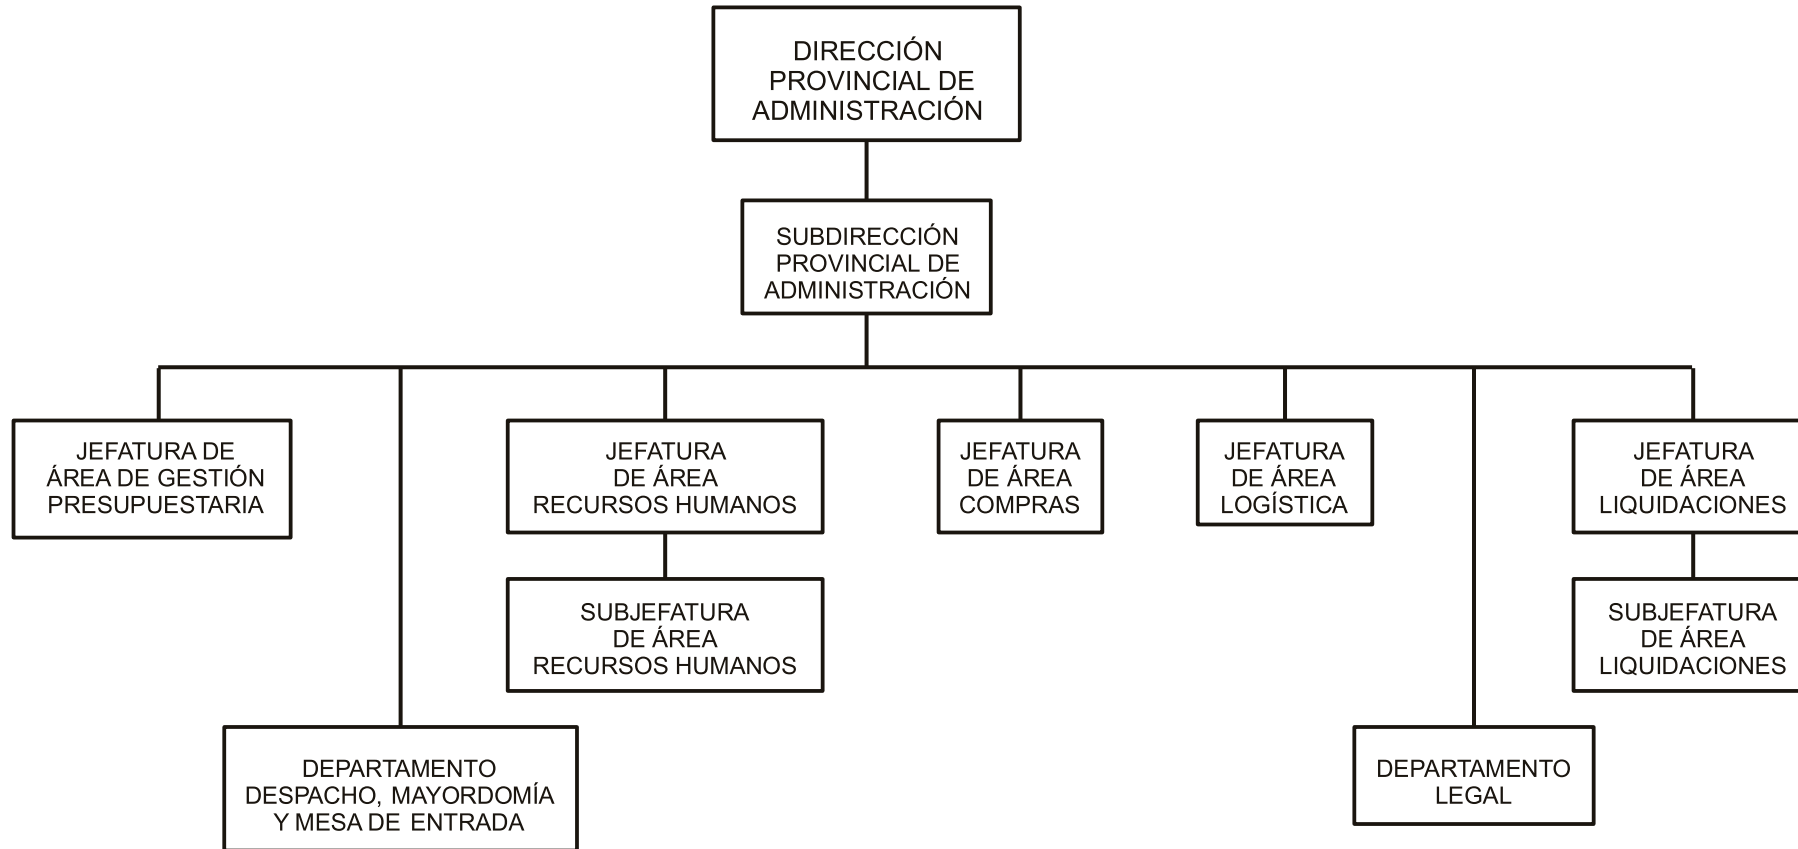 DIRECCIÓN
PROVINCIAL DE
ADMINISTRACIÓN
SUBDIRECCIÓN
PROVINCIAL DE
ADMINISTRACIÓN
JEFATURA DE
ÁREA DE GESTIÓN
PRESUPUESTARIA
JEFATURA
DE ÁREA
RECURSOS HUMANOS
JEFATURA
DE ÁREA
COMPRAS
JEFATURA
DE ÁREA
LOGÍSTICA
JEFATURA
DE ÁREA
LIQUIDACIONES
SUBJEFATURA
DE ÁREA
RECURSOS HUMANOS
SUBJEFATURA
DE ÁREA
LIQUIDACIONES
DEPARTAMENTO
DESPACHO, MAYORDOMÍA
Y MESA DE ENTRADA
DEPARTAMENTO
LEGAL